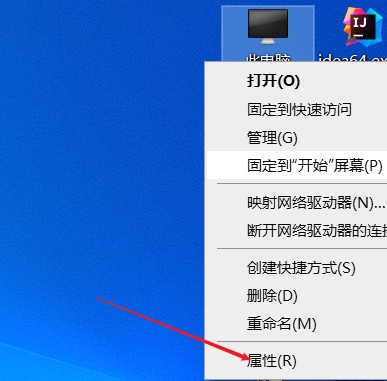 IJ
此电脑
idea64.ex
打开(O)
固定到快速访问
管理(G)
固定到"开始"屏幕(P)
映射网络驱动器(N)...
断开网络驱动器的连接
创建快捷方式(S)
删除(D)
重命名(M)
属性(R)